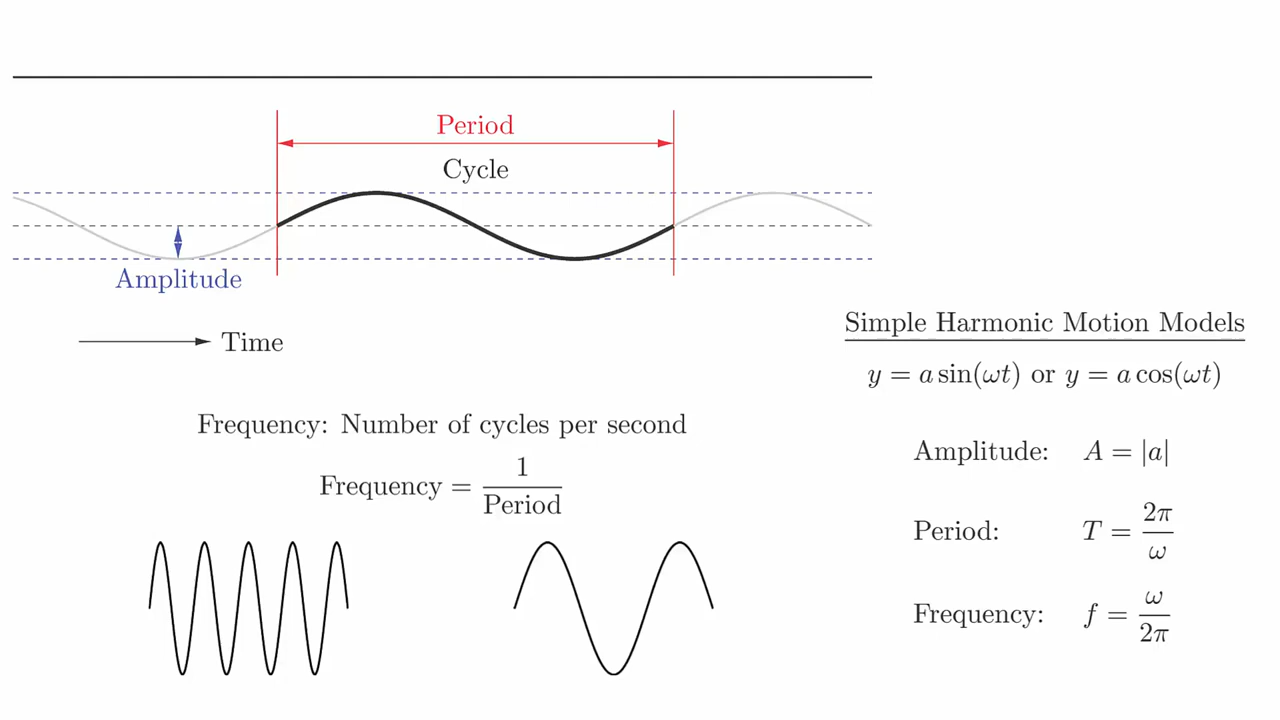 Period
Cycle
Amplitude
Time
Frequency: Number of cycles per second
Frequency = 1/Period
Simple Harmonic Motion Models
y = a sin(ωt) or y = a cos(ωt)
Amplitude: A = |a|
Period: T = 2π/ω
Frequency: f = ω/2π